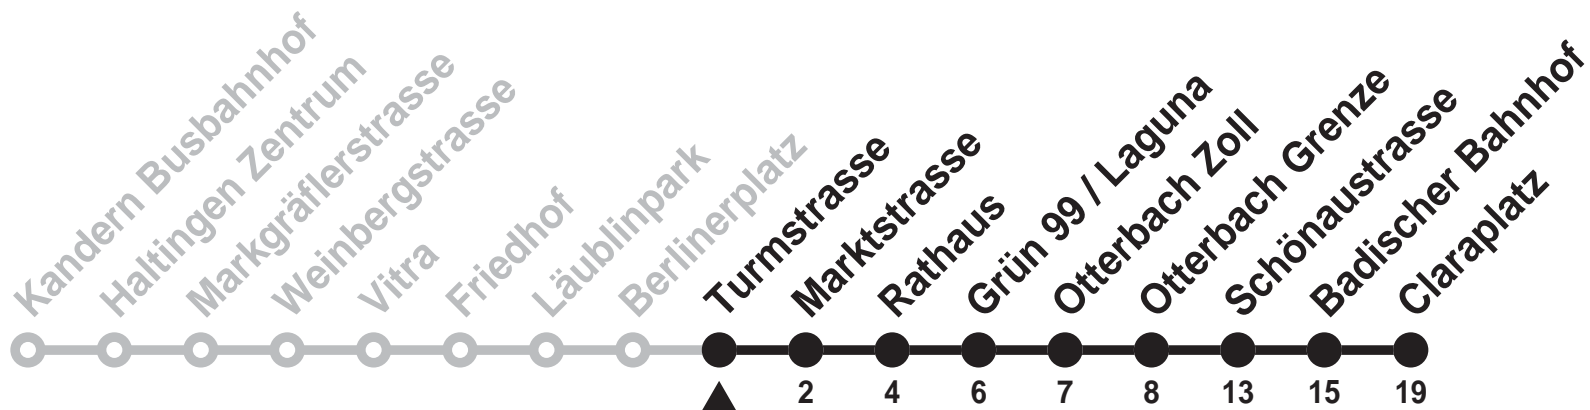 Kandern Busbahnhof
Haltingen Zentrum
Markgräflerstrasse
Weinbergstrasse
Vitra
Friedhof
Läublinpark
Berlinerplatz
Turmstrasse
Marktstrasse
Rathaus
Grün 99 / Laguna
Otterbach Zoll
Otterbach Grenze
Schönaustrasse
Badischer Bahnhof
Claraplatz
2 4 6 7 8 13 15 19